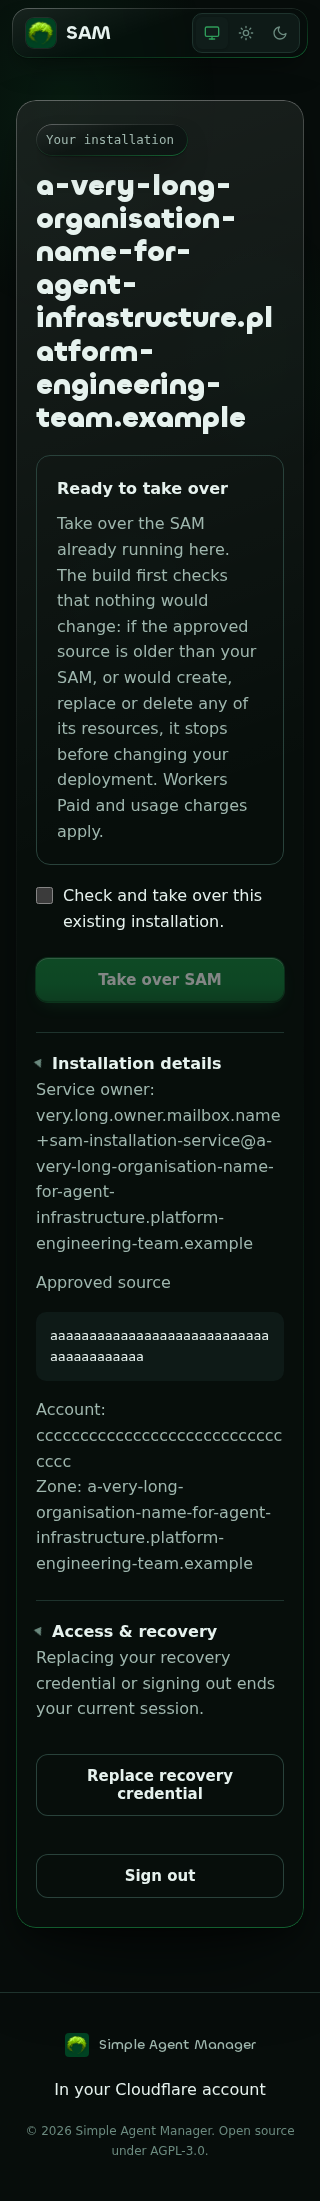 SAM
Your installation
a-very-long-
organisation-
name-for-
agent-
infrastructure.pl
atform-
engineering-
team.example
Ready to take over
Take over the SAM
already running here.
The build first checks
that nothing would
change: if the approved
source is older than your
SAM, or would create,
replace or delete any of
its resources, it stops
before changing your
deployment. Workers
Paid and usage charges
apply.
Check and take over this
existing installation.
Take over SAM
Installation details
Service owner:
very.long.owner.mailbox.name
+sam-installation-service@a-
very-long-organisation-name-
for-agent-
infrastructure.platform-
engineering-team.example
Approved source
aaaaaaaaaaaaaaaaaaaaaaaaaaaa
aaaaaaaaaaaa
Account:
cccccccccccccccccccccccccccc
cccc
Zone: a-very-long-
organisation-name-for-agent-
infrastructure.platform-
engineering-team.example
Access & recovery
Replacing your recovery
credential or signing out ends
your current session.
Replace recovery
credential
Sign out
Simple Agent Manager
In your Cloudflare account
© 2026 Simple Agent Manager. Open source
under AGPL-3.0.